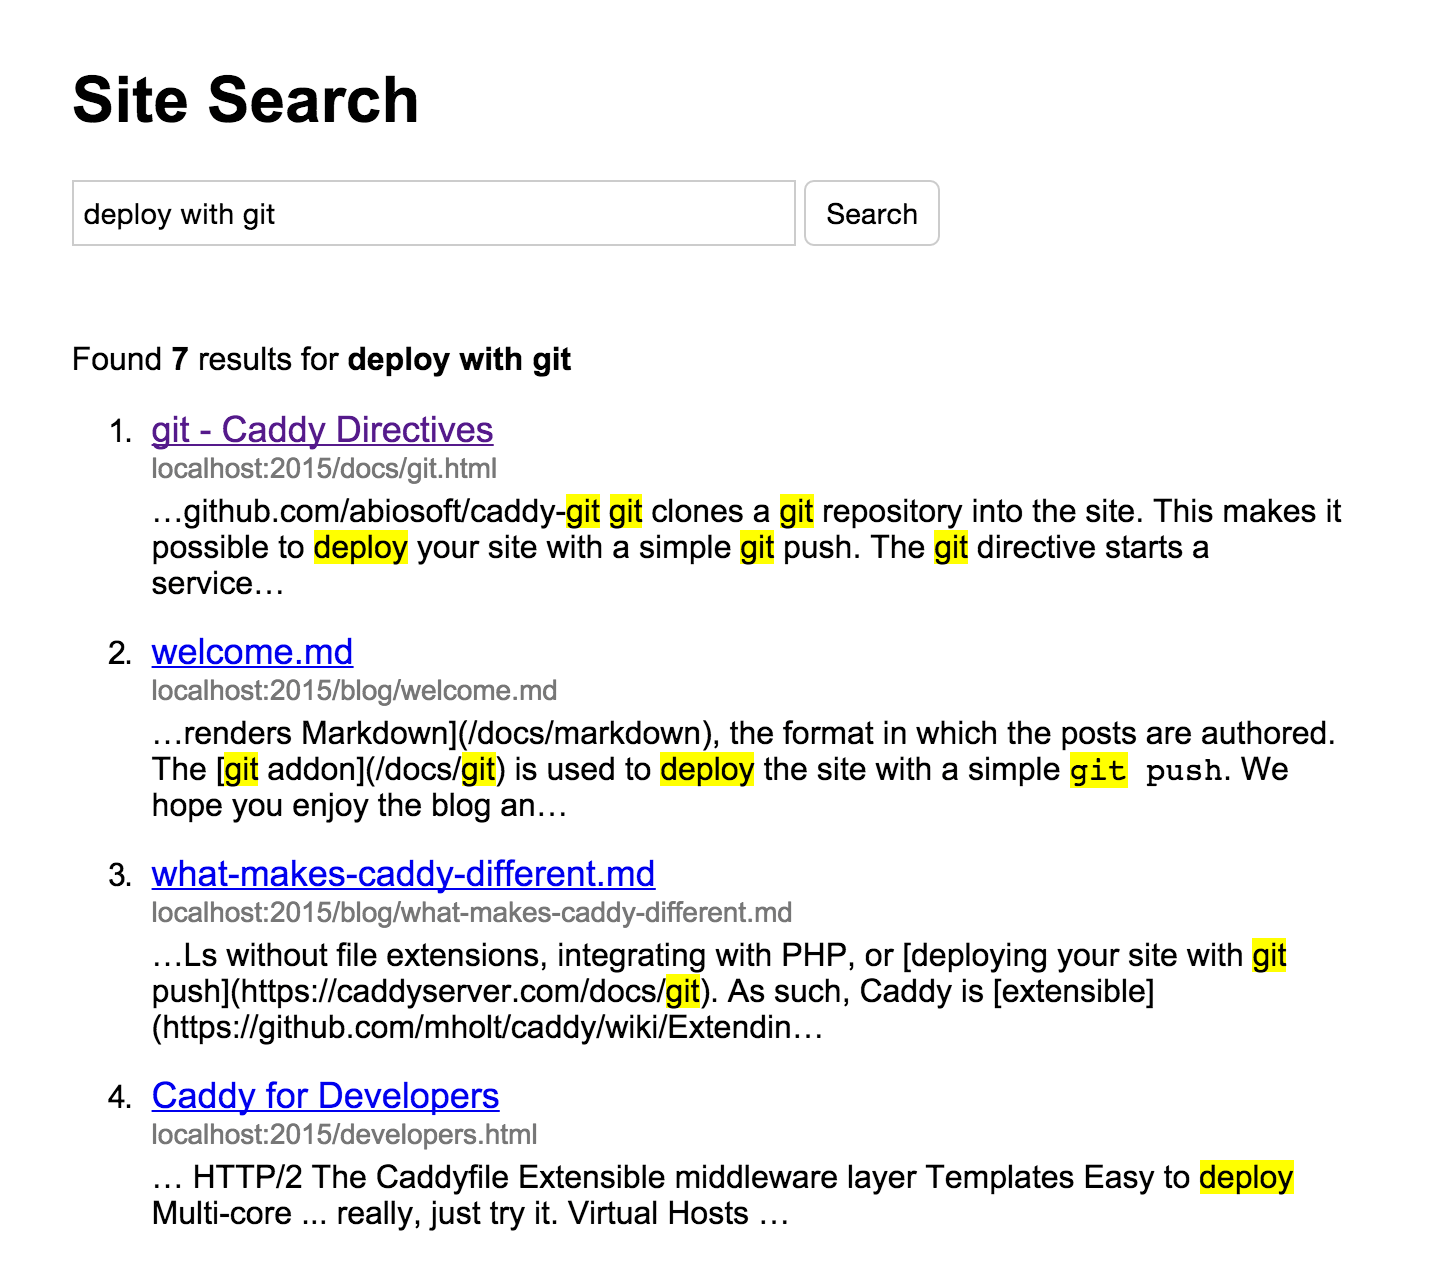 Site Search
deploy with git
Search
Found 7 results for deploy with git
1. git - Caddy Directives
localhost:2015/docs/git.html
…github.com/abiosoft/caddy-git git clones a git repository into the site. This makes it
possible to deploy your site with a simple git push. The git directive starts a
service…
2. welcome.md
localhost:2015/blog/welcome.md
…renders Markdown](/docs/markdown), the format in which the posts are authored.
The [git addon](/docs/git) is used to deploy the site with a simple git push. We
hope you enjoy the blog an…
3. what-makes-caddy-different.md
localhost:2015/blog/what-makes-caddy-different.md
…Ls without file extensions, integrating with PHP, or [deploying your site with git
push](https://caddyserver.com/docs/git). As such, Caddy is [extensible]
(https://github.com/mholt/caddy/wiki/Extendin…
4. Caddy for Developers
localhost:2015/developers.html
… HTTP/2 The Caddyfile Extensible middleware layer Templates Easy to deploy
Multi-core ... really, just try it. Virtual Hosts …